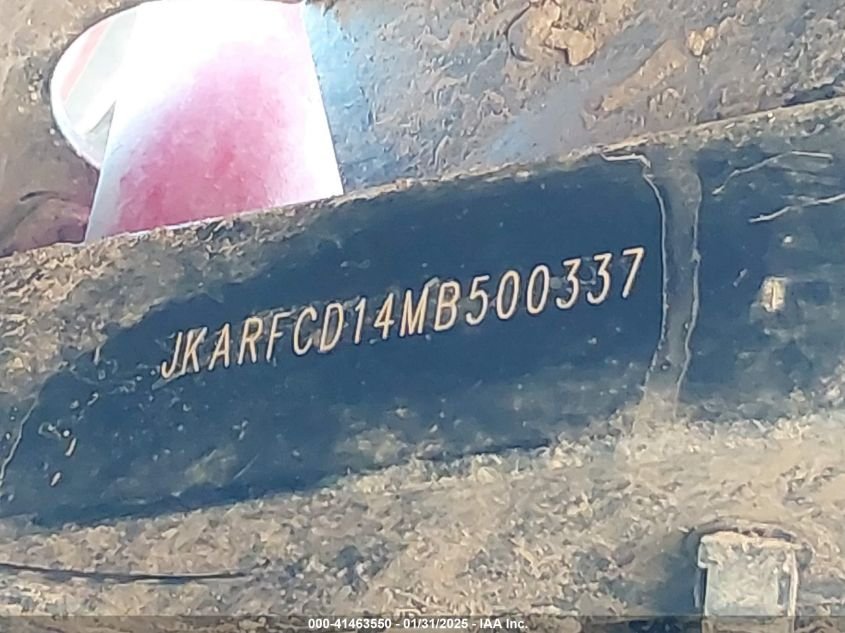 JKARFCD14MB500337
000-41463550 - 01/31/2025 - IAA Inc.